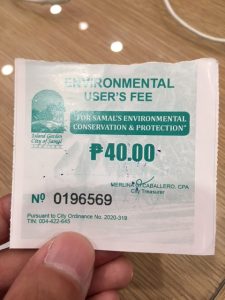 ENVIRONMENTAL
USER'S FEE
Island Garden
City of Samal
"FOR SAMAL'S ENVIRONMENTAL
CONSERVATION & PROTECTION"
₱40.00
CABALLERO, CPA
City Treasurer
Nº 0196569
Pursuant to City Ordinance No. 2020-319
TIN: 004-422-645